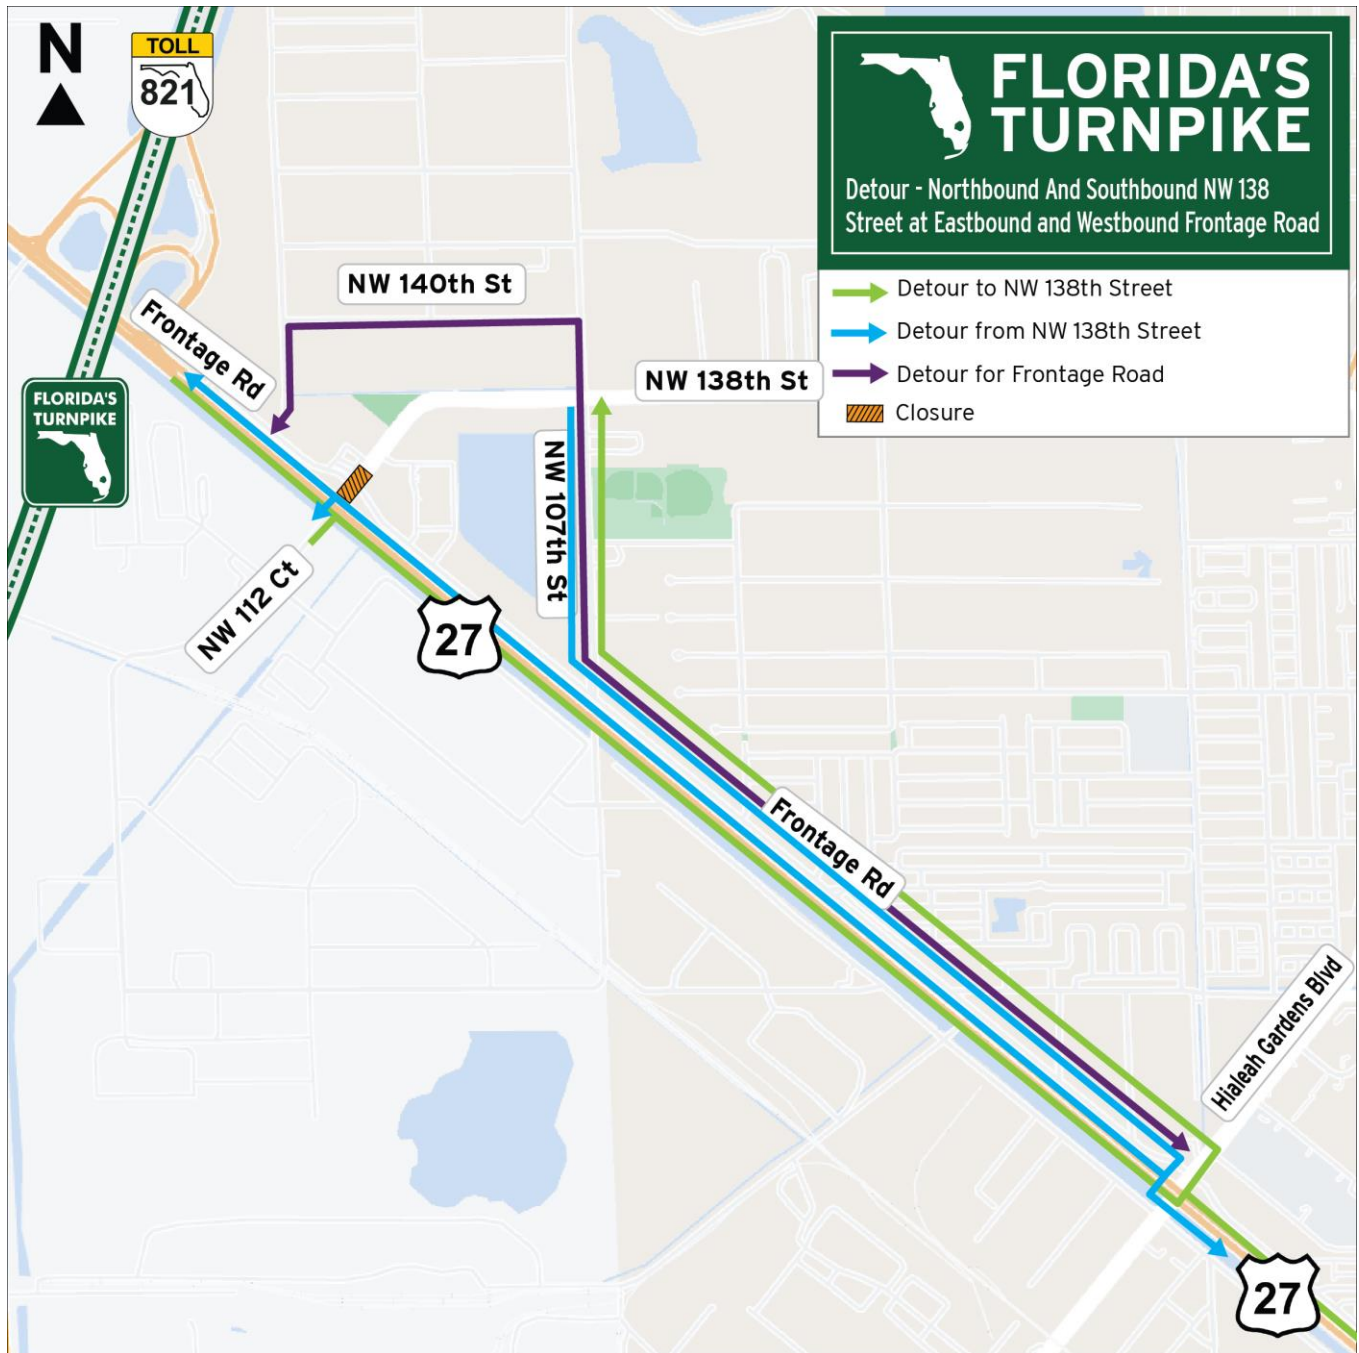 N
TOLL
821
FLORIDA'S
TURNPIKE
Detour - Northbound And Southbound NW 138
Street at Eastbound and Westbound Frontage Road
Detour to NW 138th Street
Detour from NW 138th Street
Detour for Frontage Road
Closure
NW 140th St
Frontage Rd
NW 138th St
FLORIDA'S
TURNPIKE
NW 107th St
NW 112 Ct
27
Frontage Rd
Hialeah Gardens Blvd
27